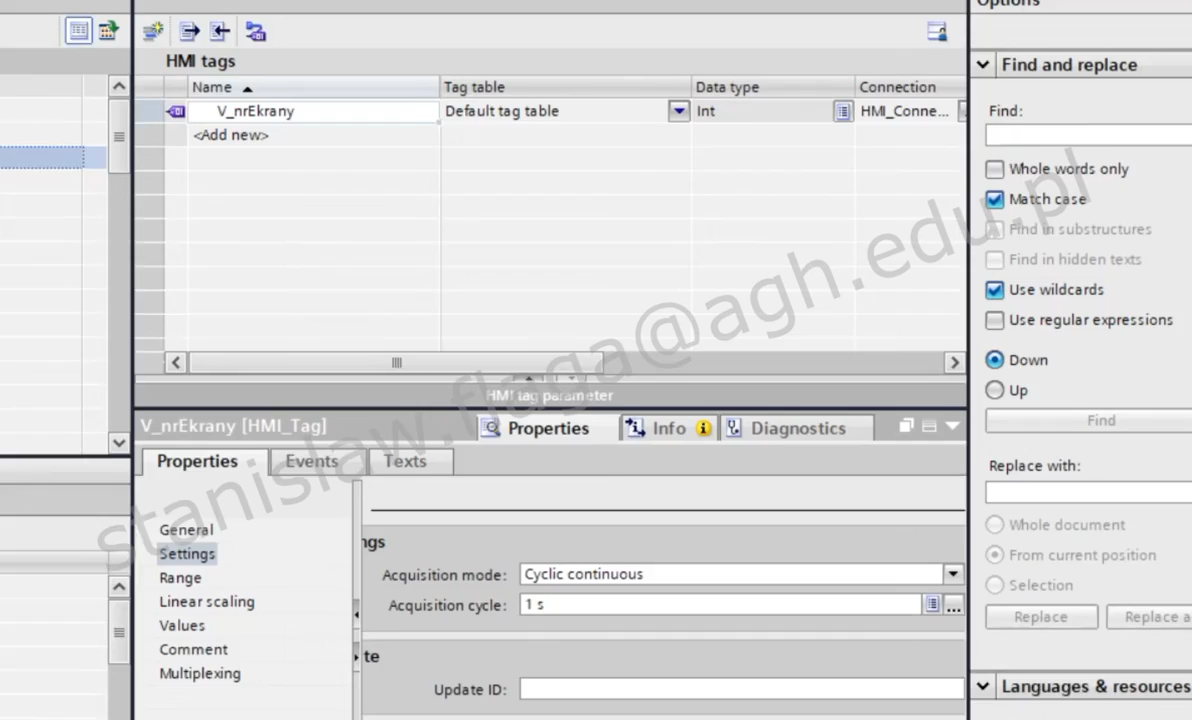 Options
HMI tags
Name Tag table Data type Connection
V_nrEkrany Default tag table Int HMI_Conne...
<Add new>
HMI tag parameter
V_nrEkrany [HMI_Tag] Properties Info Diagnostics
Properties Events Texts
General
Settings
Range
Linear scaling
Values
Comment
Multiplexing
ngs
Acquisition mode: Cyclic continuous
Acquisition cycle: 1 s ...
te
Update ID:
Find and replace
Find:
Whole words only
Match case
Find in substructures
Find in hidden texts
Use wildcards
Use regular expressions
Down
Up
Find
Replace with:
Whole document
From current position
Selection
Replace Replace a
Languages & resources
stanislaw.flaga@agh.edu.pl